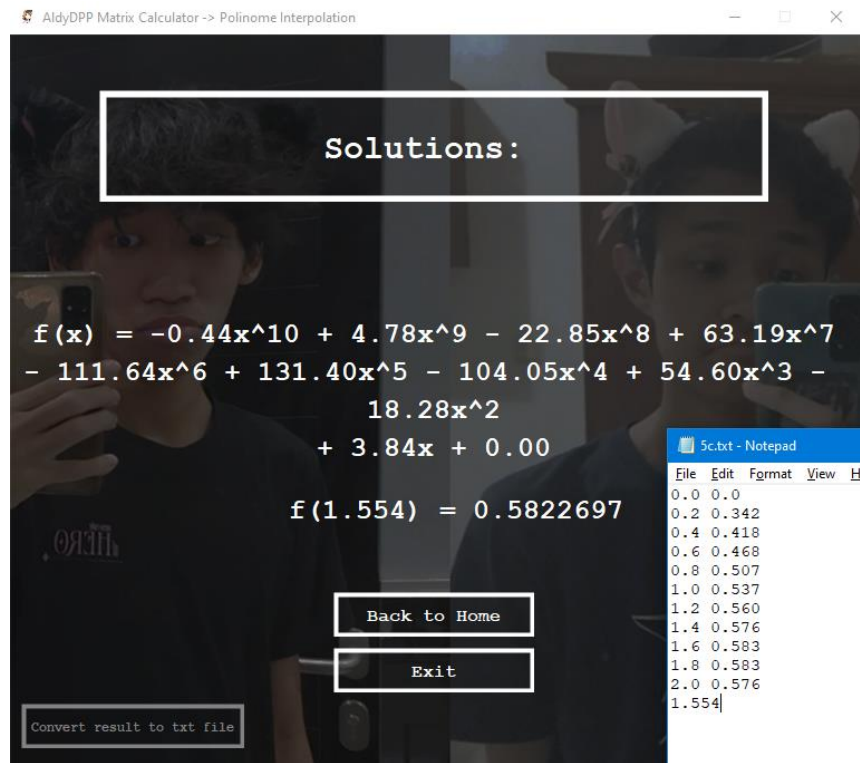 AldyDPP Matrix Calculator -> Polinome Interpolation
Solutions:
f(x) = -0.44x^10 + 4.78x^9 - 22.85x^8 + 63.19x^7
- 111.64x^6 + 131.40x^5 - 104.05x^4 + 54.60x^3 -
18.28x^2
+ 3.84x + 0.00
f(1.554) = 0.5822697
HERO
Back to Home
Exit
Convert result to txt file
5c.txt - Notepad
File Edit Format View H
0.0 0.0
0.2 0.342
0.4 0.418
0.6 0.468
0.8 0.507
1.0 0.537
1.2 0.560
1.4 0.576
1.6 0.583
1.8 0.583
2.0 0.576
1.554